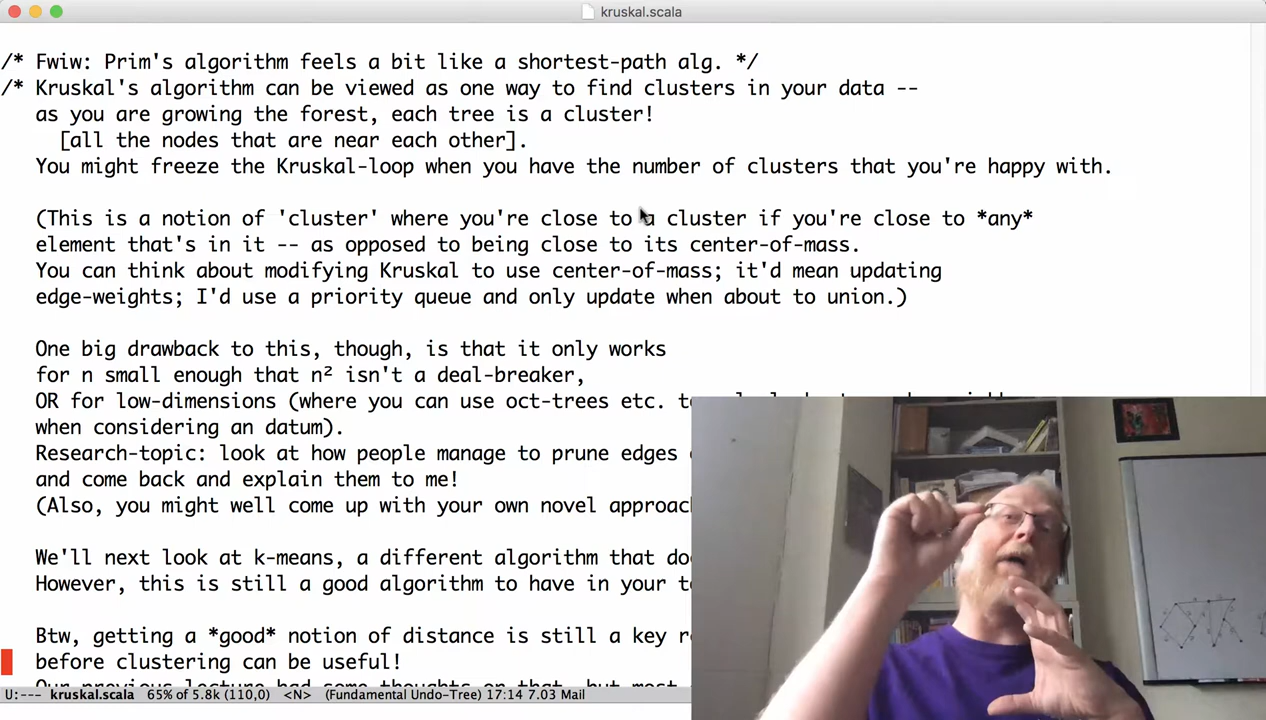 kruskal.scala
/* Fwiw: Prim's algorithm feels a bit like a shortest-path alg. */
/* Kruskal's algorithm can be viewed as one way to find clusters in your data --
as you are growing the forest, each tree is a cluster!
[all the nodes that are near each other].
You might freeze the Kruskal-loop when you have the number of clusters that you're happy with.
(This is a notion of 'cluster' where you're close to a cluster if you're close to *any*
element that's in it -- as opposed to being close to its center-of-mass.
You can think about modifying Kruskal to use center-of-mass; it'd mean updating
edge-weights; I'd use a priority queue and only update when about to union.)
One big drawback to this, though, is that it only works
for n small enough that n² isn't a deal-breaker,
OR for low-dimensions (where you can use oct-trees etc.
when considering an datum).
Research-topic: look at how people manage to prune edges
and come back and explain them to me!
(Also, you might well come up with your own novel
We'll next look at k-means, a different algorithm that
However, this is still a good algorithm to have in your
Btw, getting a *good* notion of distance is still a key
before clustering can be useful!
Our previous lecture had some thoughts on that, but most
U:--- kruskal.scala 65% of 5.8k (110,0) <N> (Fundamental Undo-Tree) 17:14 7.03 Mail